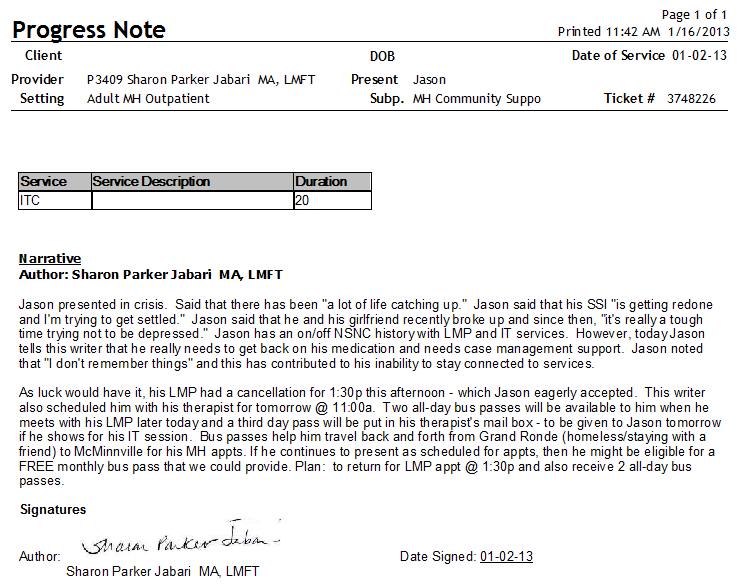 Page 1 of 1
Progress Note
Printed 11:42 AM 1/16/2013
Client DOB Date of Service 01-02-13
Provider P3409 Sharon Parker Jabari MA, LMFT Present Jason
Setting Adult MH Outpatient Subp. MH Community Suppo Ticket # 3748226
Service Service Description Duration
ITC 20
Narrative
Author: Sharon Parker Jabari MA, LMFT
Jason presented in crisis. Said that there has been "a lot of life catching up." Jason said that his SSI "is getting redone
and I'm trying to get settled." Jason said that he and his girlfriend recently broke up and since then, "it's really a tough
time trying not to be depressed." Jason has an on/off NSNC history with LMP and IT services. However, today Jason
tells this writer that he really needs to get back on his medication and needs case management support. Jason noted
that "I don't remember things" and this has contributed to his inability to stay connected to services.
As luck would have it, his LMP had a cancellation for 1:30p this afternoon - which Jason eagerly accepted. This writer
also scheduled him with his therapist for tomorrow @ 11:00a. Two all-day bus passes will be available to him when he
meets with his LMP later today and a third day pass will be put in his therapist's mail box - to be given to Jason tomorrow
if he shows for his IT session. Bus passes help him travel back and forth from Grand Ronde (homeless/staying with a
friend) to McMinnville for his MH appts. If he continues to present as scheduled for appts, then he might be eligible for a
FREE monthly bus pass that we could provide. Plan: to return for LMP appt @ 1:30p and also receive 2 all-day bus
passes.
Signatures
Sharon Parker Jabari
Author: Date Signed: 01-02-13
Sharon Parker Jabari MA, LMFT